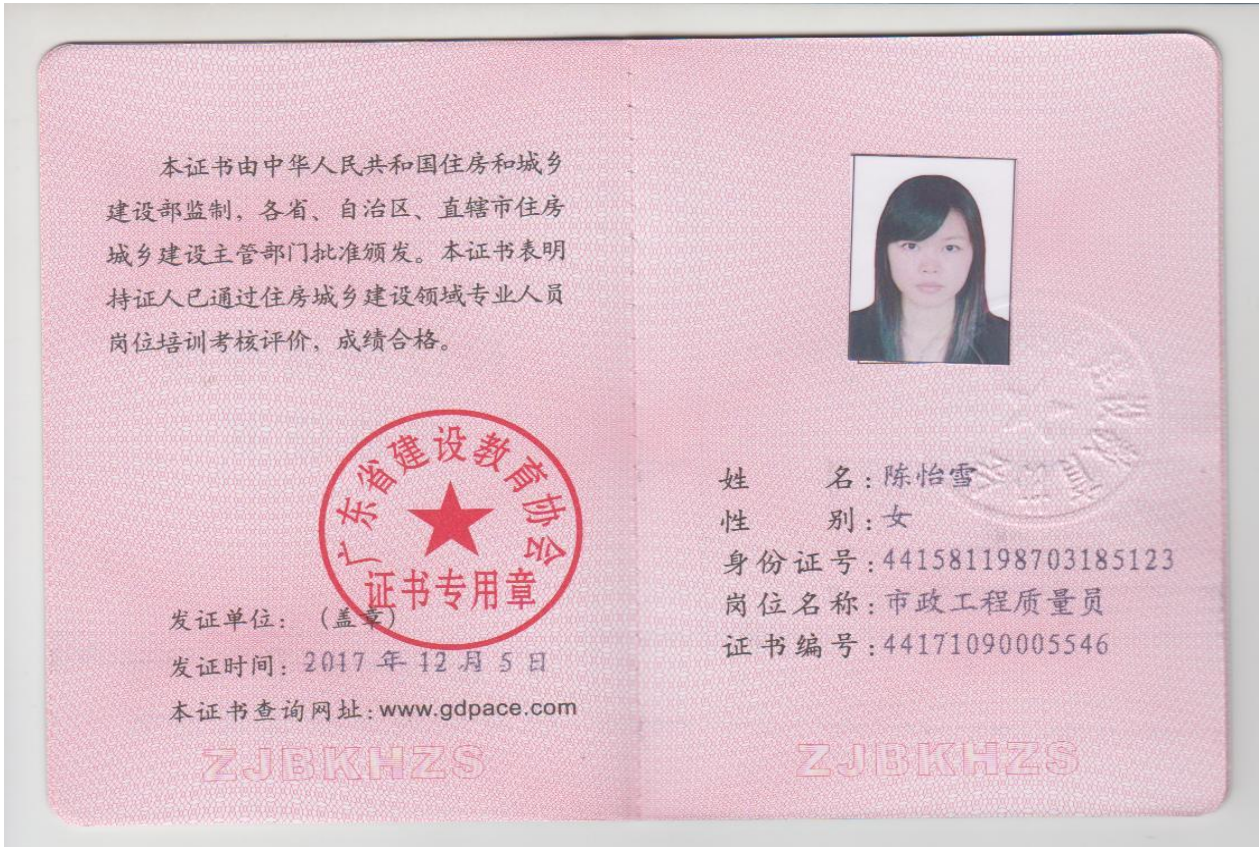 本证书由中华人民共和国住房和城乡
建设部监制，各省、自治区、直辖市住房
城乡建设主管部门批准颁发。本证书表明
持证人已通过住房城乡建设领域专业人员
岗位培训考核评价，成绩合格。
广东省建设教育协会
证书专用章
发证单位：（盖章）
发证时间：2017 年 12 月 5 日
本证书查询网址：www.gdpace.com
ZJBKHZS
姓 名：陈怡雪
性 别：女
身份证号：441581198703185123
岗位名称：市政工程质量员
证书编号：44171090005546
ZJBKHZS